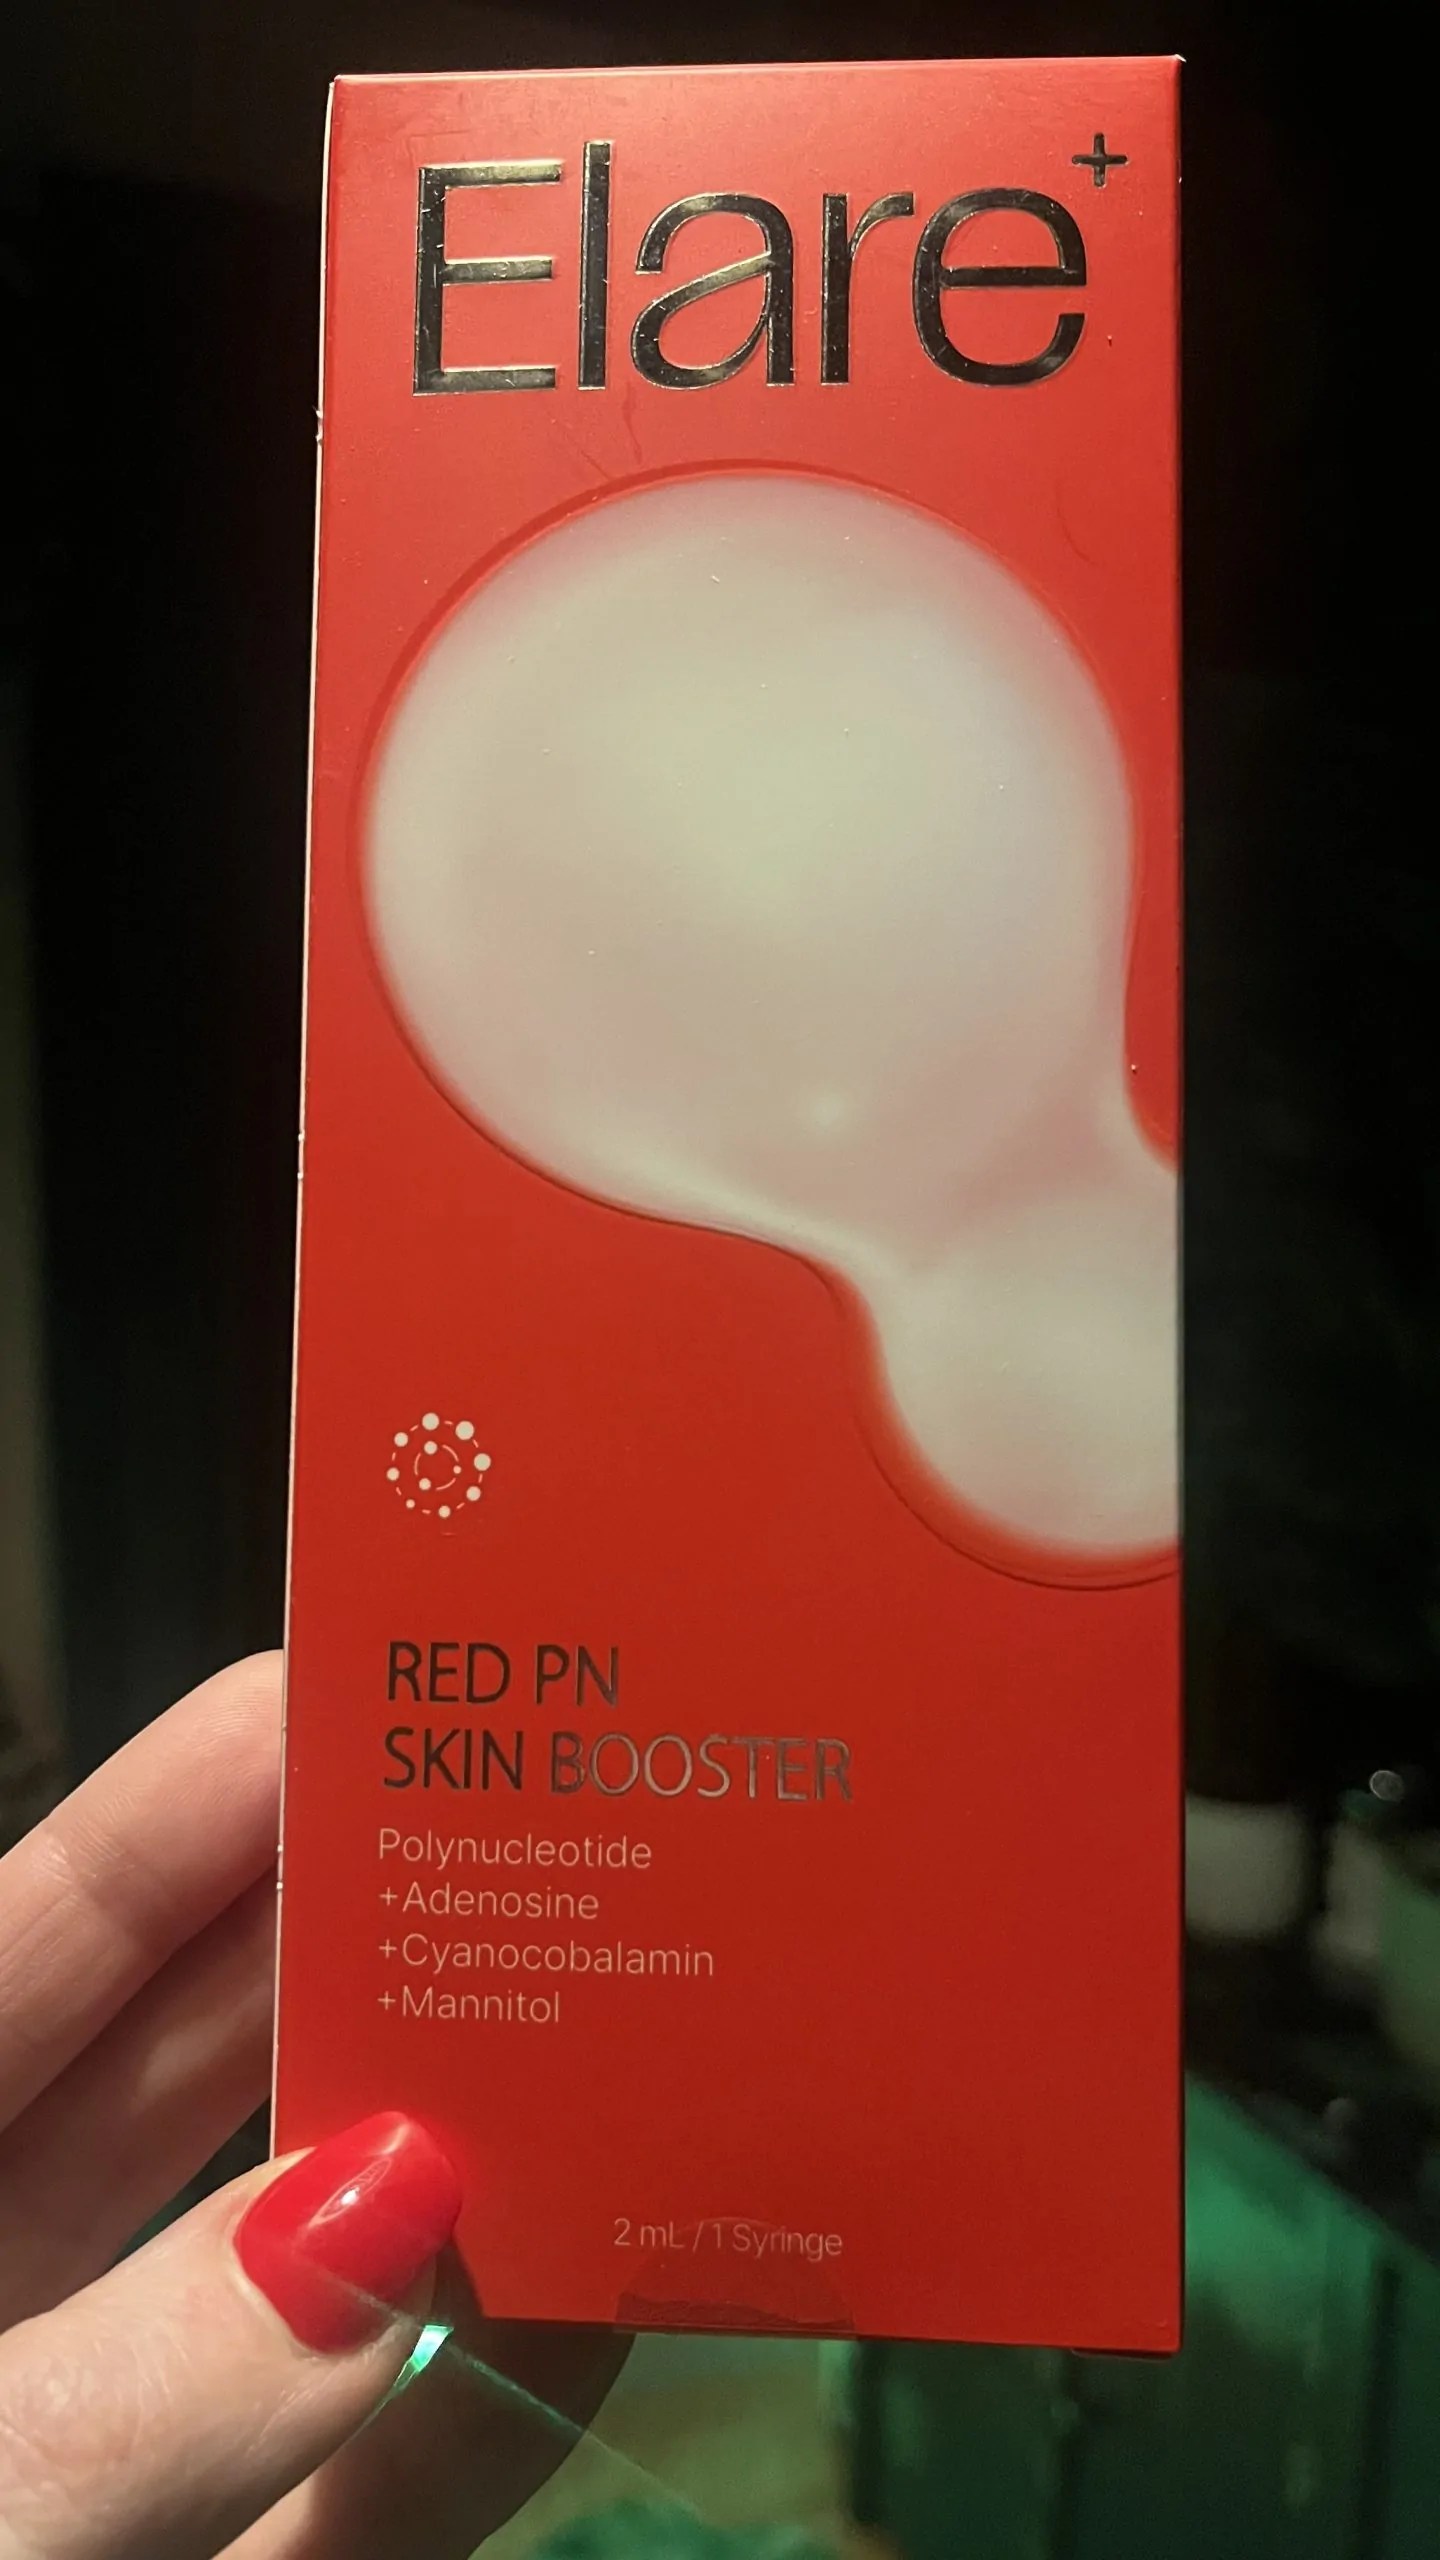 Elare+
RED PN
SKIN BOOSTER
Polynucleotide
+Adenosine
+Cyanocobalamin
+Mannitol
2 mL / 1 Syringe